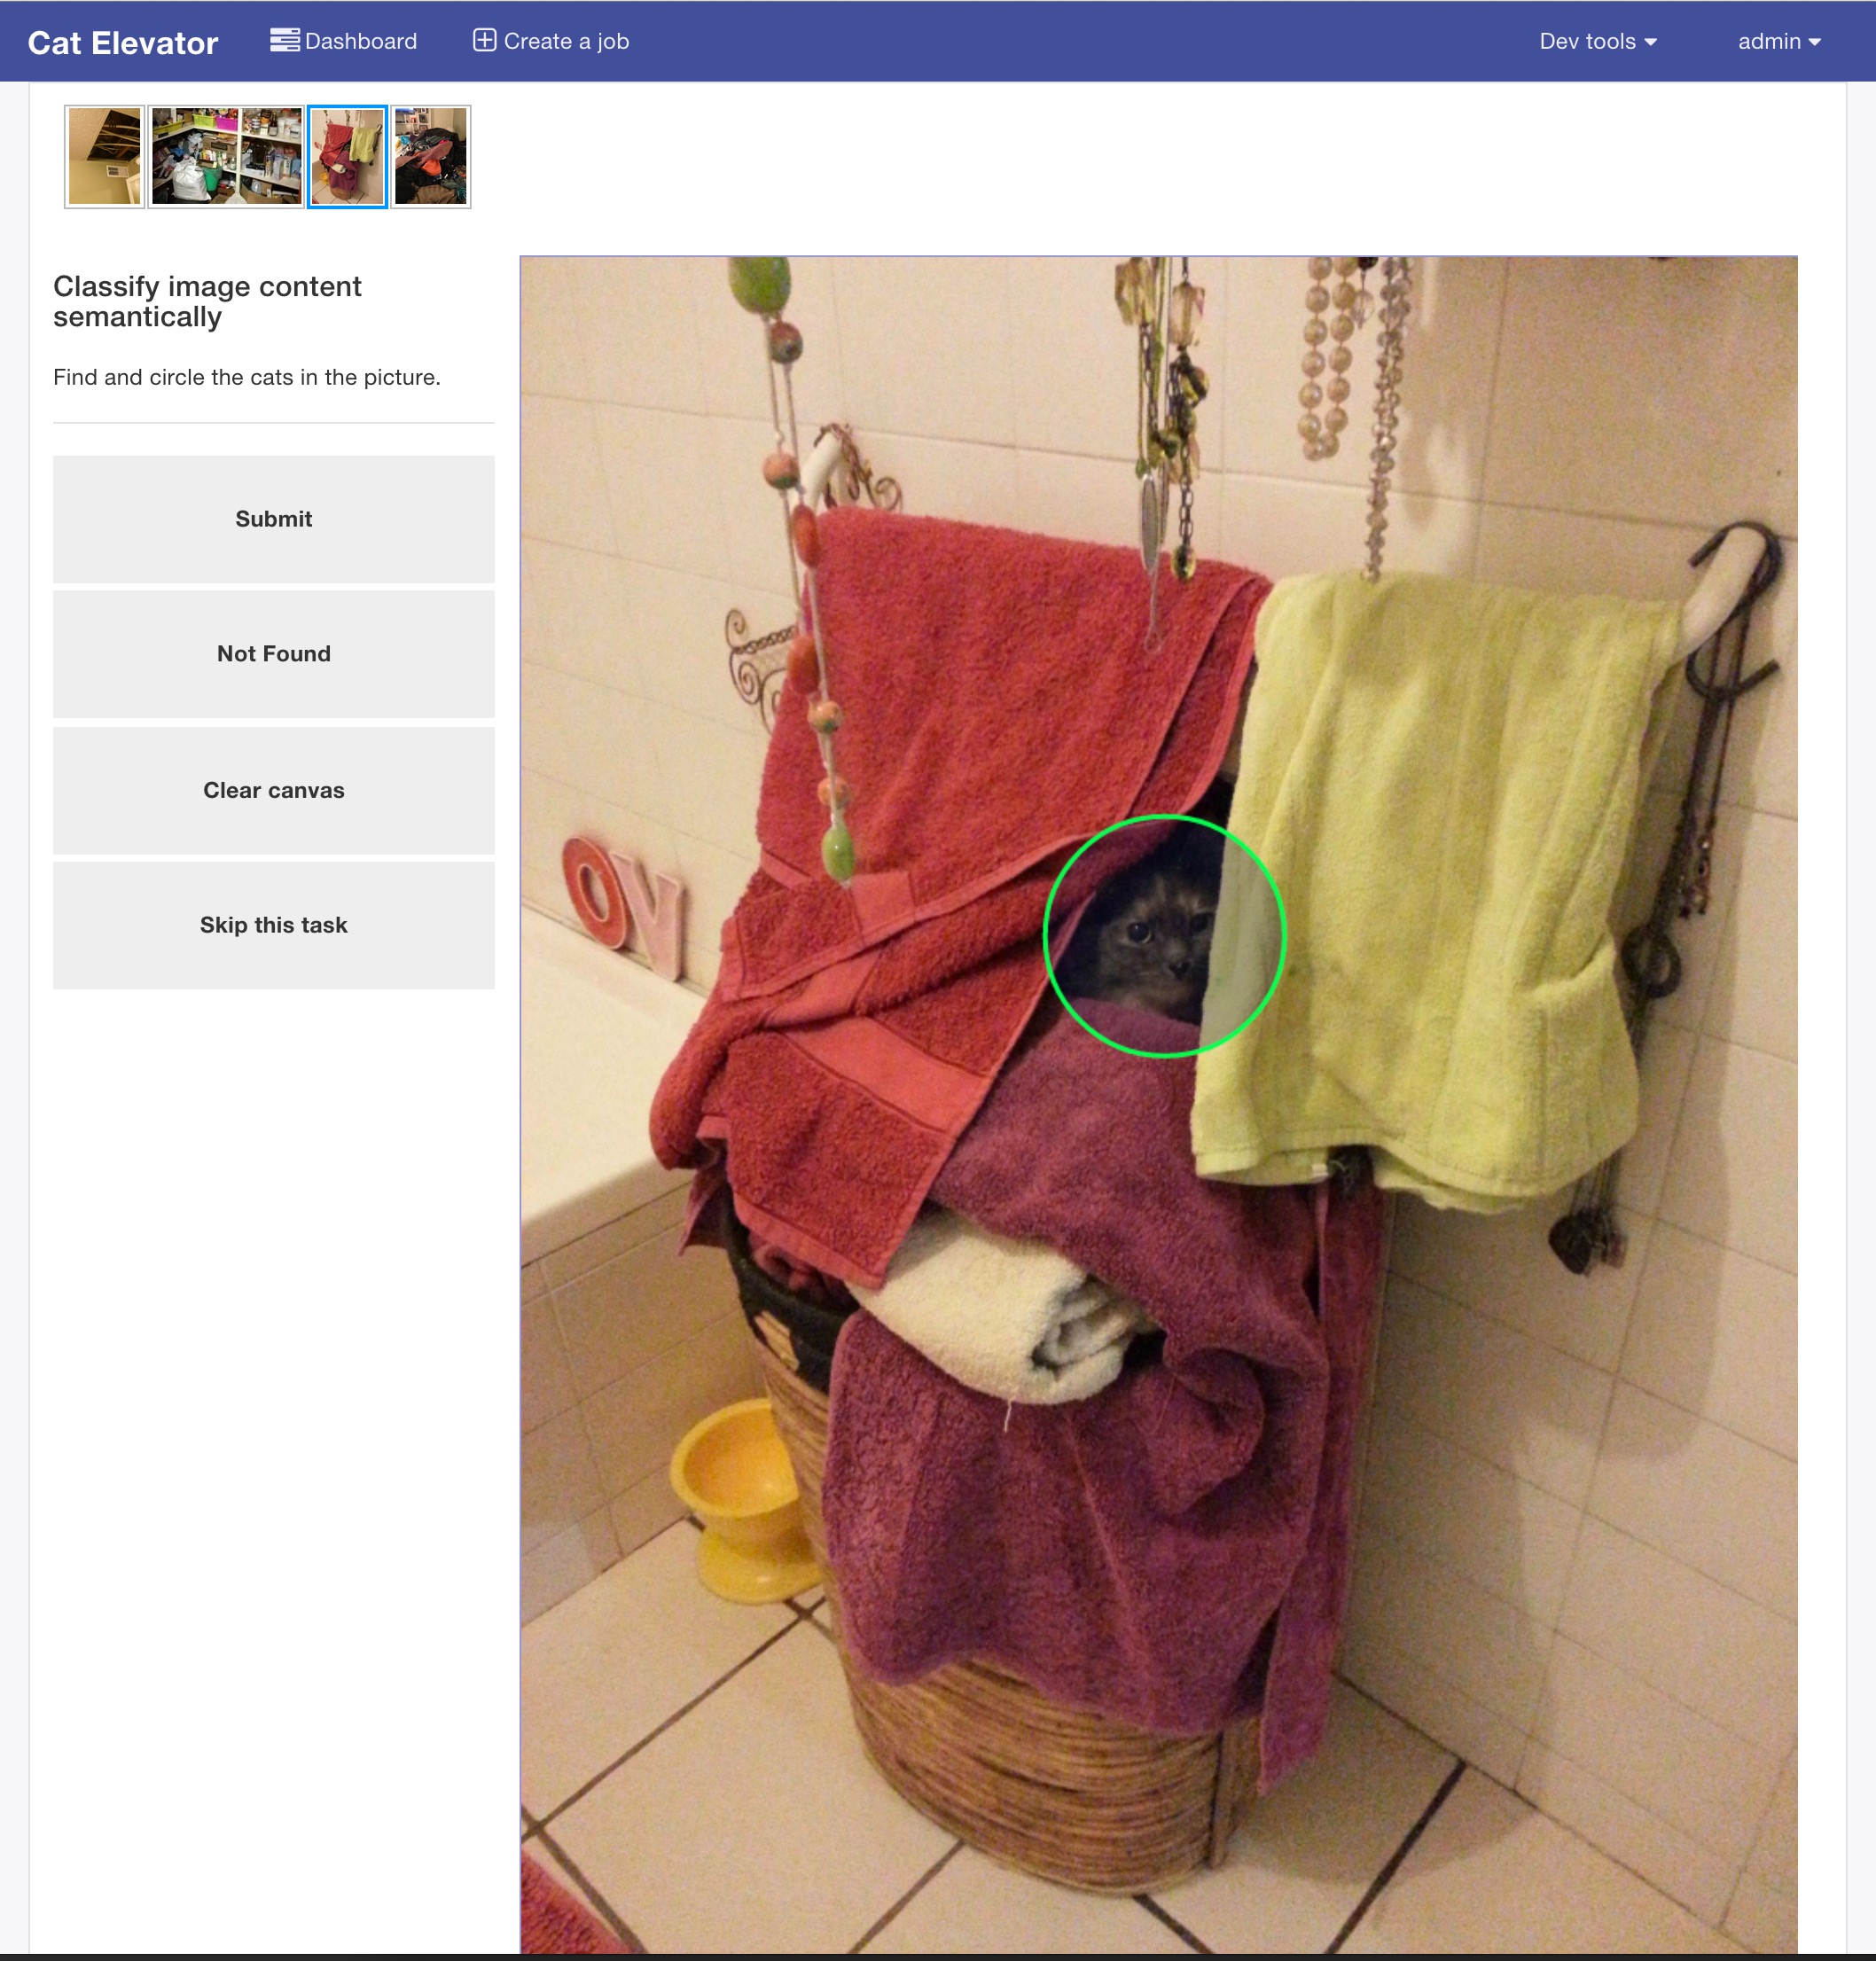 Cat Elevator Dashboard Create a job Dev tools admin
Classify image content
semantically
Find and circle the cats in the picture.
Submit
Not Found
Clear canvas
Skip this task
OV